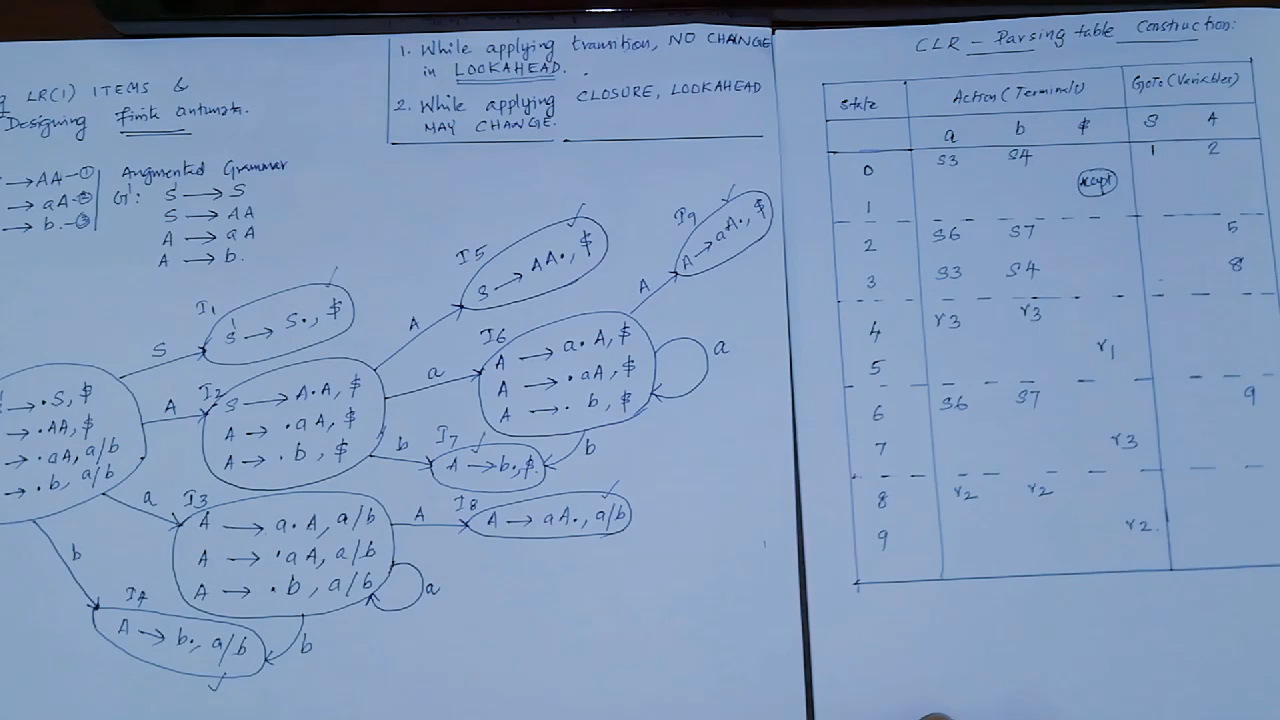 1. While applying transition, NO CHANGE
in LOOKAHEAD.
2. While applying CLOSURE, LOOKAHEAD
MAY CHANGE.
LR(1) ITEMS &
Designing finite automata.
→AA-①
→aA-②
→b.-③
Augmented Grammar
G': S' → S
S → AA
A → aA
A → b.
→ .S, $
→ .AA, $
→ .aA, a/b
→ .b, a/b
S
A
a
b
I1
S' → S., $
I2
S → A.A, $
A → .aA, $
A → .b, $
A
a
b
I3
A → a.A, a/b
A → .aA, a/b
A → .b, a/b
A
a
b
I4
A → b., a/b
I5
S → AA., $
I6
A → a.A, $
A → .aA, $
A → .b, $
A
a
b
I7
A → b., $
I8
A → aA., a/b
I9
A → aA., $
CLR - Parsing table Construction:
State Action (Terminals) GoTo (Variables)
a b $ S A
0 S3 S4 1 2
1 Accept
2 S6 S7 5
3 S3 S4 8
4 r3 r3
5 r1
6 S6 S7 9
7 r3
8 r2 r2
9 r2.